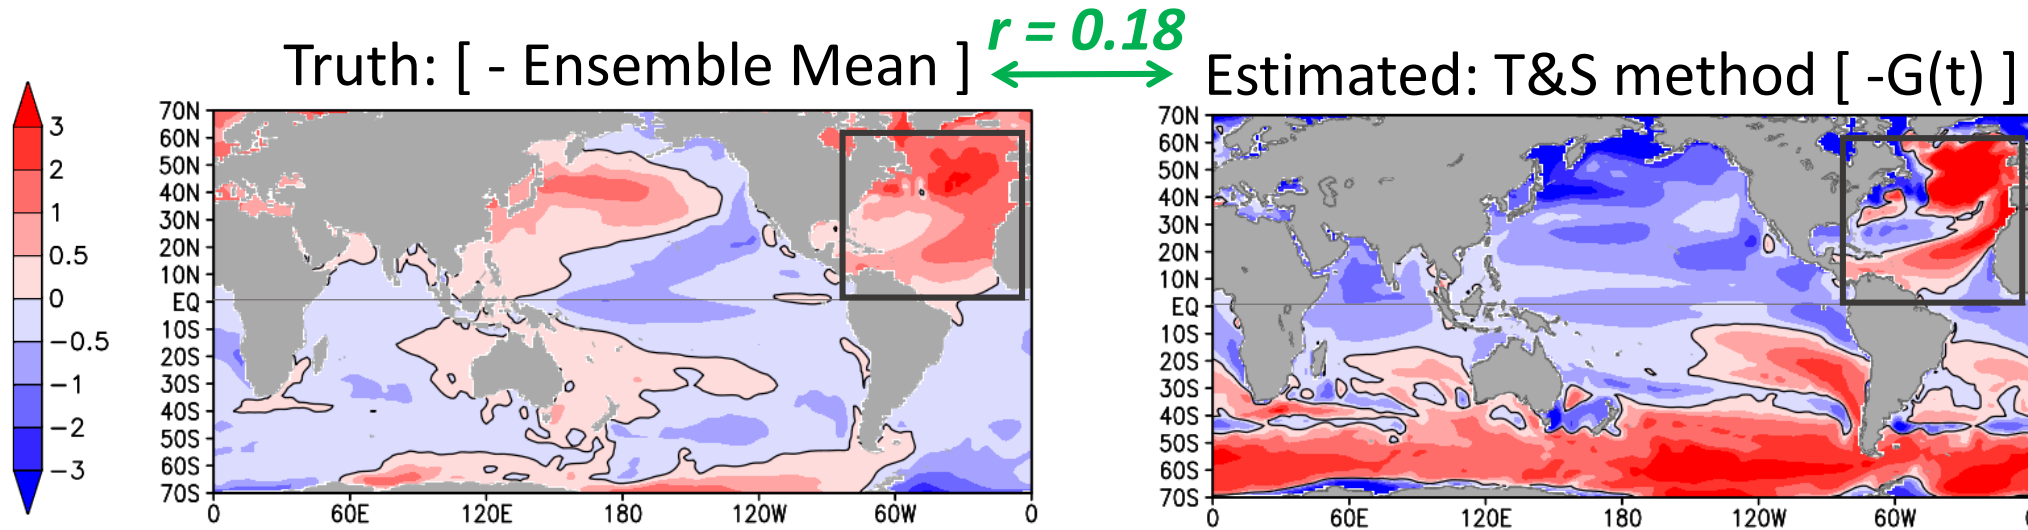 r = 0.18
Truth: [ - Ensemble Mean ]
Estimated: T&S method [ -G(t) ]
3
2
1
0.5
0
−0.5
−1
−2
−3
70N
60N
50N
40N
30N
20N
10N
EQ
10S
20S
30S
40S
50S
60S
70S
0 60E 120E 180 120W 60W 0
70N
60N
50N
40N
30N
20N
10N
EQ
10S
20S
30S
40S
50S
60S
70S
0 60E 120E 180 120W 60W 0